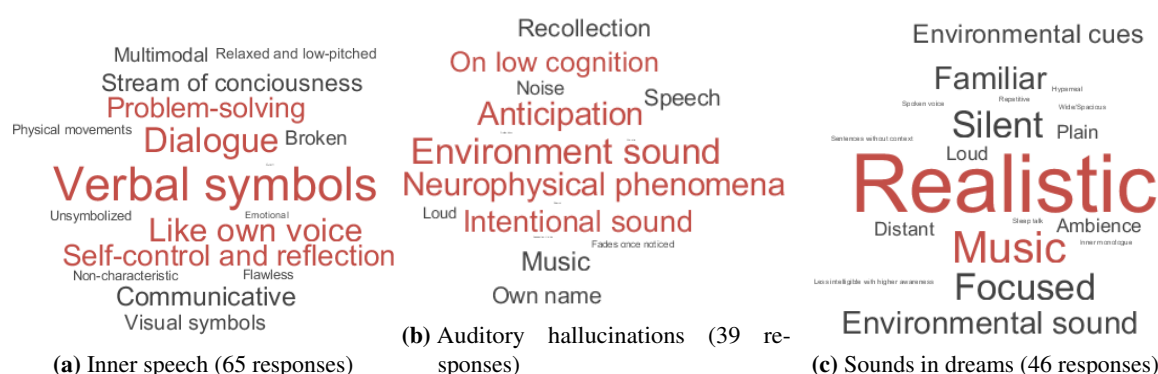 Multimodal Relaxed and low-pitched
Stream of conciousness
Problem-solving
Physical movements
Dialogue Broken
Verbal symbols
Unsymbolized Emotional
Like own voice
Self-control and reflection
Non-characteristic Flawless
Communicative
Visual symbols
(a) Inner speech (65 responses)
Recollection
On low cognition
Noise Speech
Anticipation
Environment sound
Neurophysical phenomena
Loud Intentional sound
Fades once noticed
Music
Own name
(b) Auditory hallucinations (39 re-
sponses)
Environmental cues
Familiar Hyperreal
Spoken voice Repetitive Wide/Spacious
Silent Plain
Sentences without context
Loud
Realistic
Sleep talk
Distant Ambience
Music Inner monologue
Less intelligible with higher awareness Focused
Environmental sound
(c) Sounds in dreams (46 responses)